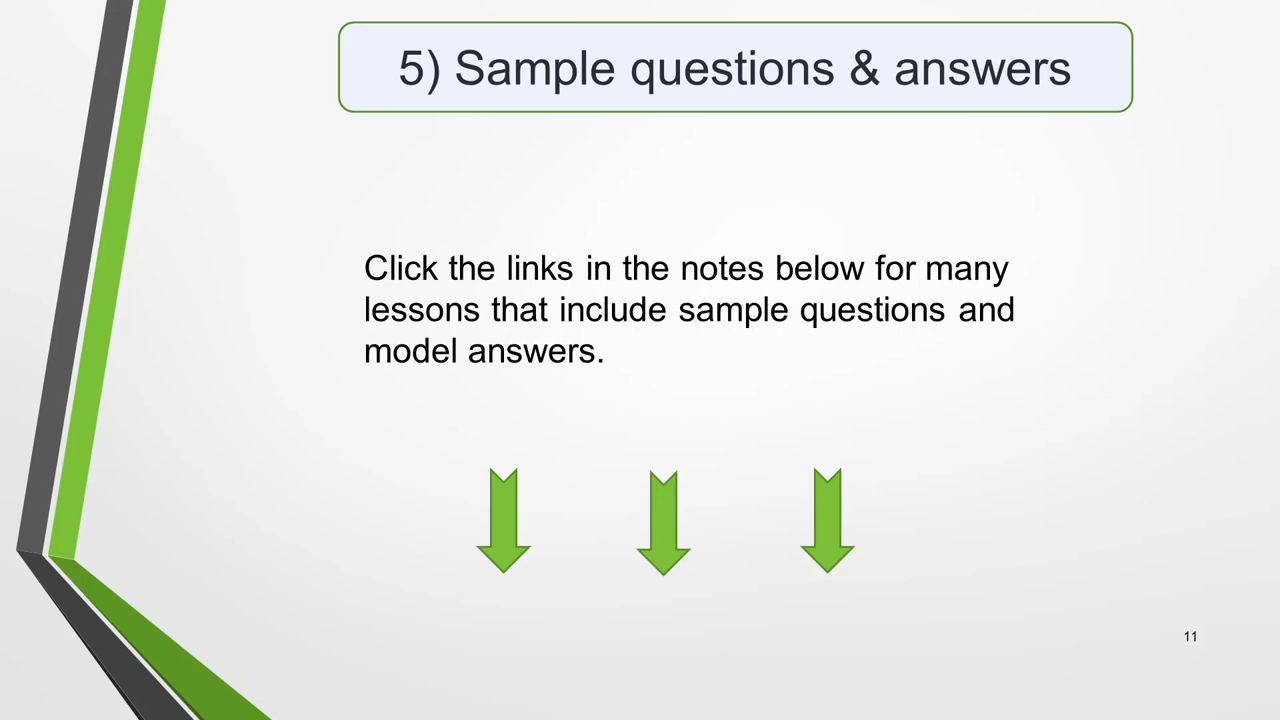 5) Sample questions & answers
Click the links in the notes below for many
lessons that include sample questions and
model answers.
11